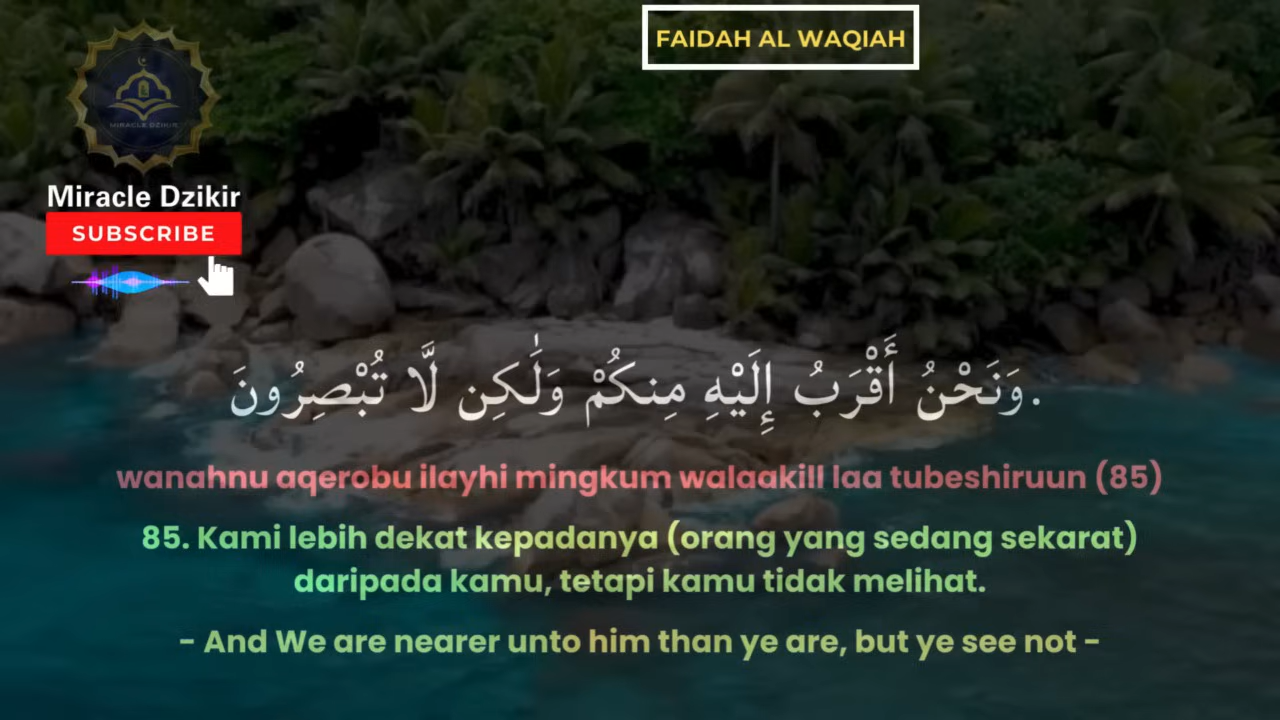 FAIDAH AL WAQIAH
MIRACLE DZIKIR
Miracle Dzikir
SUBSCRIBE
وَنَحْنُ أَقْرَبُ إِلَيْهِ مِنكُمْ وَلَٰكِن لَّا تُبْصِرُونَ.
wanahnu aqerobu ilayhi mingkum walaakill laa tubeshiruun (85)
85. Kami lebih dekat kepadanya (orang yang sedang sekarat)
daripada kamu, tetapi kamu tidak melihat.
- And We are nearer unto him than ye are, but ye see not -